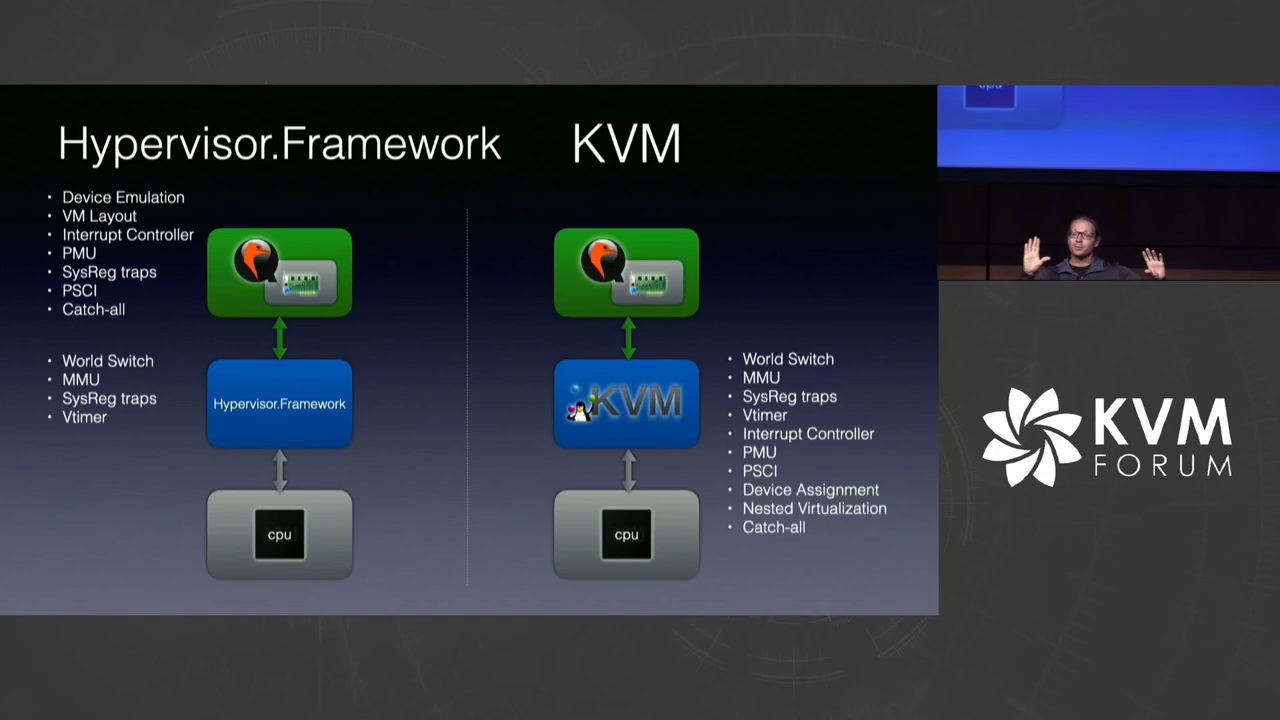 Hypervisor.Framework
KVM
• Device Emulation
• VM Layout
• Interrupt Controller
• PMU
• SysReg traps
• PSCI
• Catch-all
• World Switch
• MMU
• SysReg traps
• Vtimer
Hypervisor.Framework
cpu
KVM
cpu
• World Switch
• MMU
• SysReg traps
• Vtimer
• Interrupt Controller
• PMU
• PSCI
• Device Assignment
• Nested Virtualization
• Catch-all
cpu
KVM
FORUM